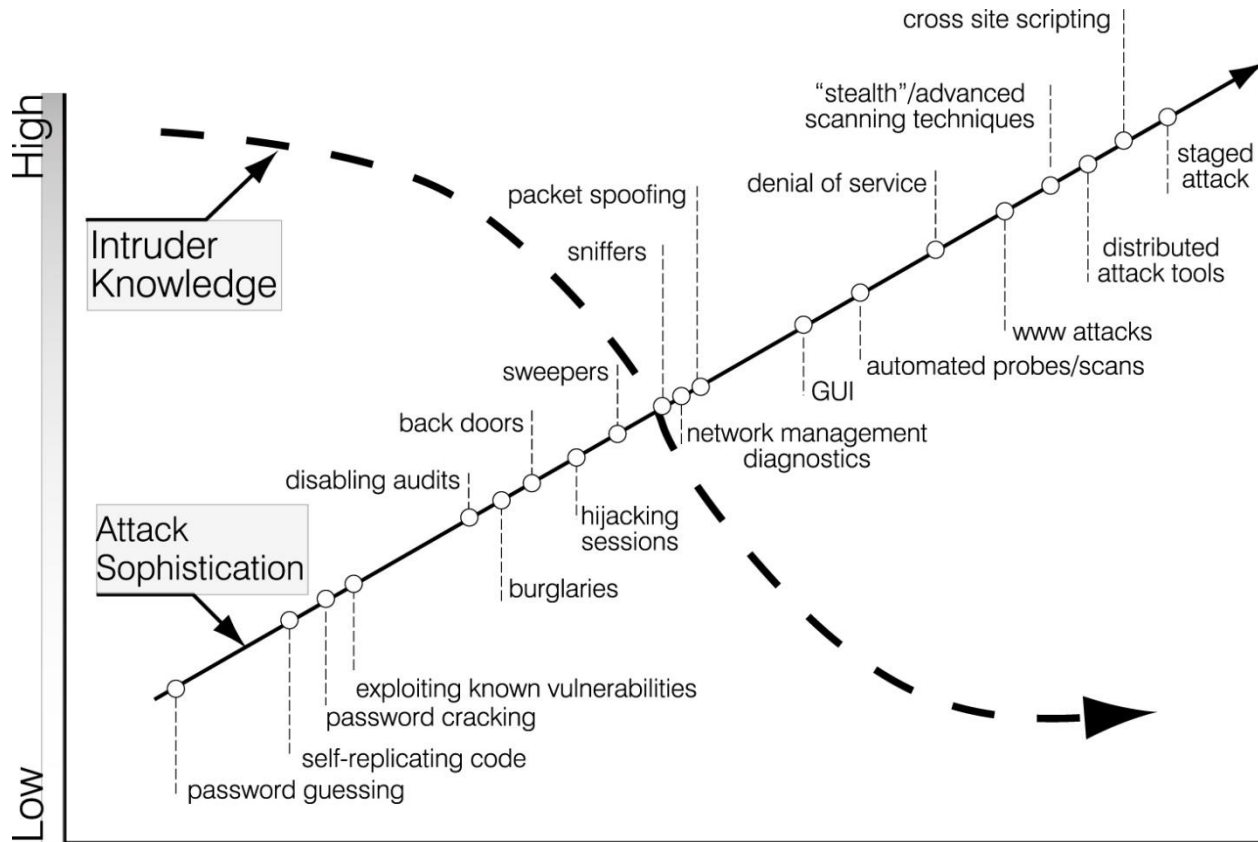 cross site scripting
High
“stealth”/advanced
scanning techniques
staged
attack
denial of service
packet spoofing
Intruder
Knowledge
sniffers
distributed
attack tools
www attacks
automated probes/scans
sweepers
GUI
back doors
network management
diagnostics
disabling audits
hijacking
sessions
Attack
Sophistication
burglaries
exploiting known vulnerabilities
password cracking
self-replicating code
password guessing
Low